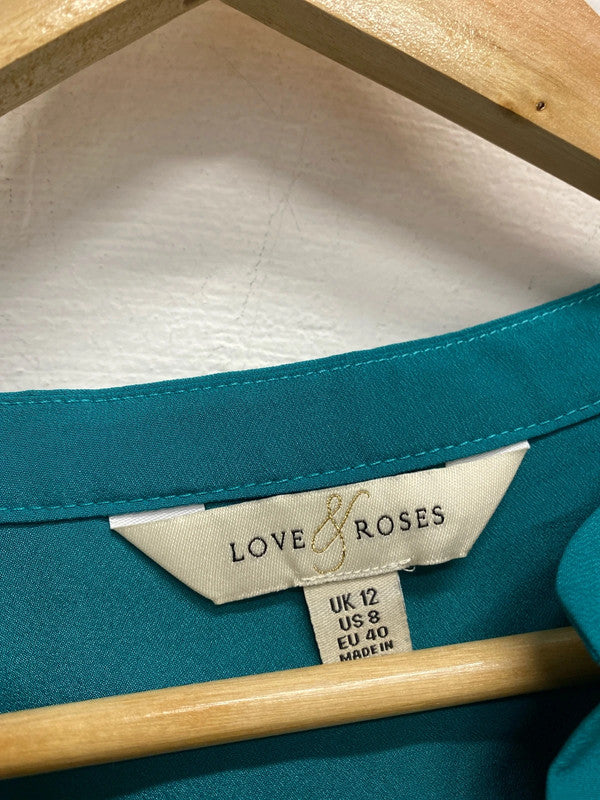 LOVE & ROSES
UK 12
US 8
EU 40
MADE IN